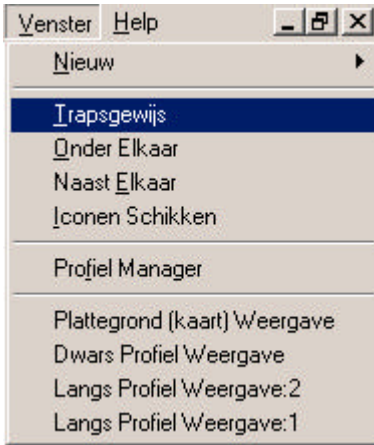 Venster Help
Nieuw
Trapsgewijs
Onder Elkaar
Naast Elkaar
Iconen Schikken
Profiel Manager
Plattegrond (kaart) Weergave
Dwars Profiel Weergave
Langs Profiel Weergave:2
Langs Profiel Weergave:1